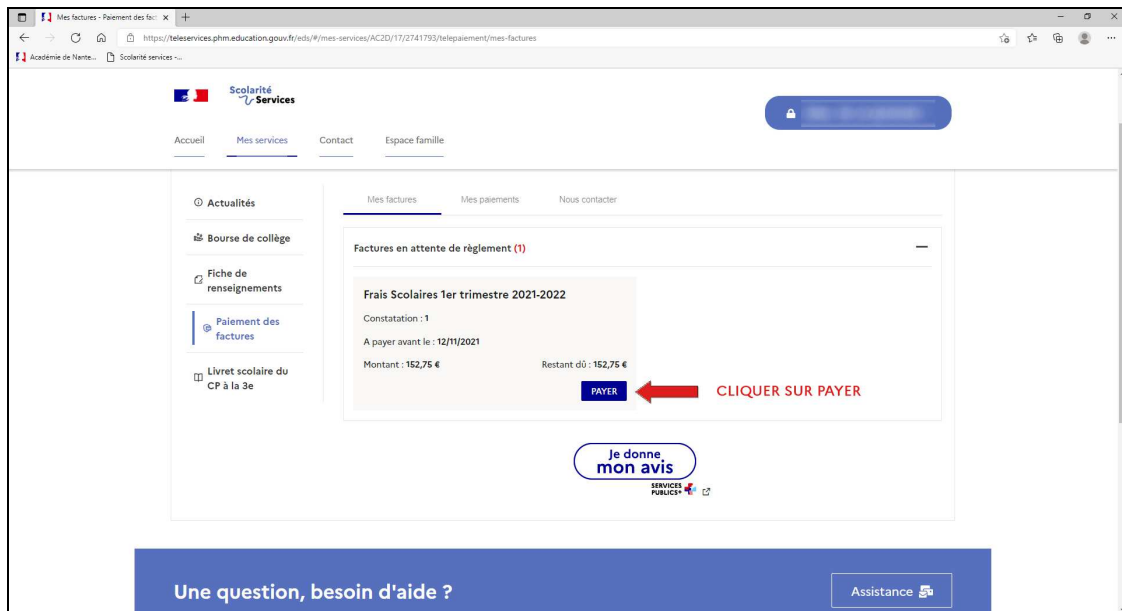 Mes factures - Paiement des fac
https://teleservices.phm.education.gouv.fr/eds/#/mes-services/AC2D/17/2741793/telepaiement/mes-factures
Académie de Nante... Scolarité services -...
Scolarité
Services
Accueil Mes services Contact Espace famille
Actualités
Bourse de collège
Fiche de
renseignements
Paiement des
factures
Livret scolaire du
CP à la 3e
Mes factures Mes paiements Nous contacter
Factures en attente de règlement (1)
Frais Scolaires 1er trimestre 2021-2022
Constatation : 1
A payer avant le : 12/11/2021
Montant : 152,75 € Restant dû : 152,75 €
PAYER
CLIQUER SUR PAYER
Je donne
mon avis
SERVICES
PUBLICS+
Une question, besoin d'aide ?
Assistance